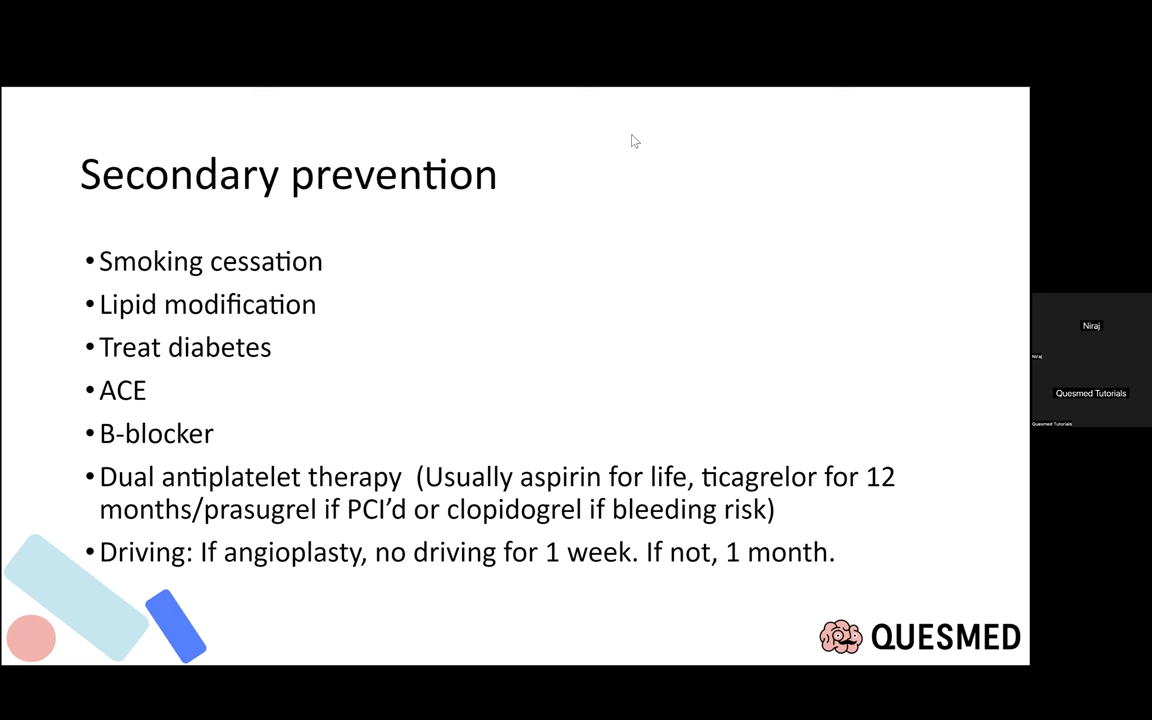 Secondary prevention
•Smoking cessation
•Lipid modification
•Treat diabetes
•ACE
•B-blocker
•Dual antiplatelet therapy (Usually aspirin for life, ticagrelor for 12
months/prasugrel if PCI’d or clopidogrel if bleeding risk)
•Driving: If angioplasty, no driving for 1 week. If not, 1 month.
QUESMED
Niraj
Niraj
Quesmed Tutorials
Quesmed Tutorials